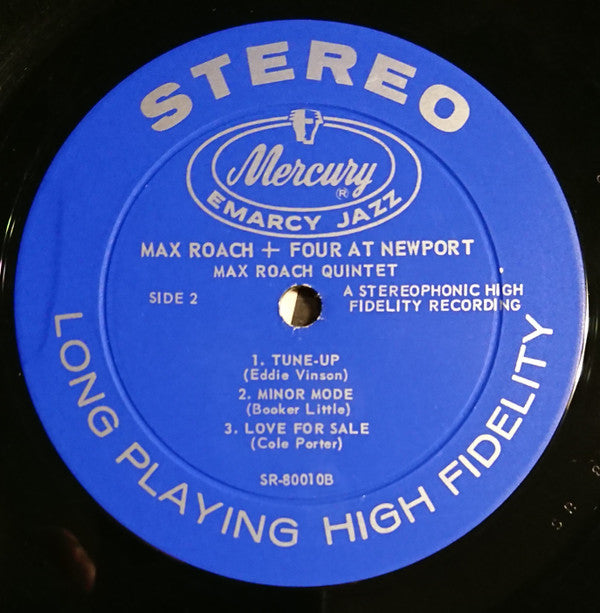 STEREO
Mercury®
EMARCY JAZZ
MAX ROACH + FOUR AT NEWPORT
MAX ROACH QUINTET
SIDE 2
A STEREOPHONIC HIGH
FIDELITY RECORDING
1. TUNE-UP
(Eddie Vinson)
2. MINOR MODE
(Booker Little)
3. LOVE FOR SALE
(Cole Porter)
SR-80010B
LONG PLAYING HIGH FIDELITY